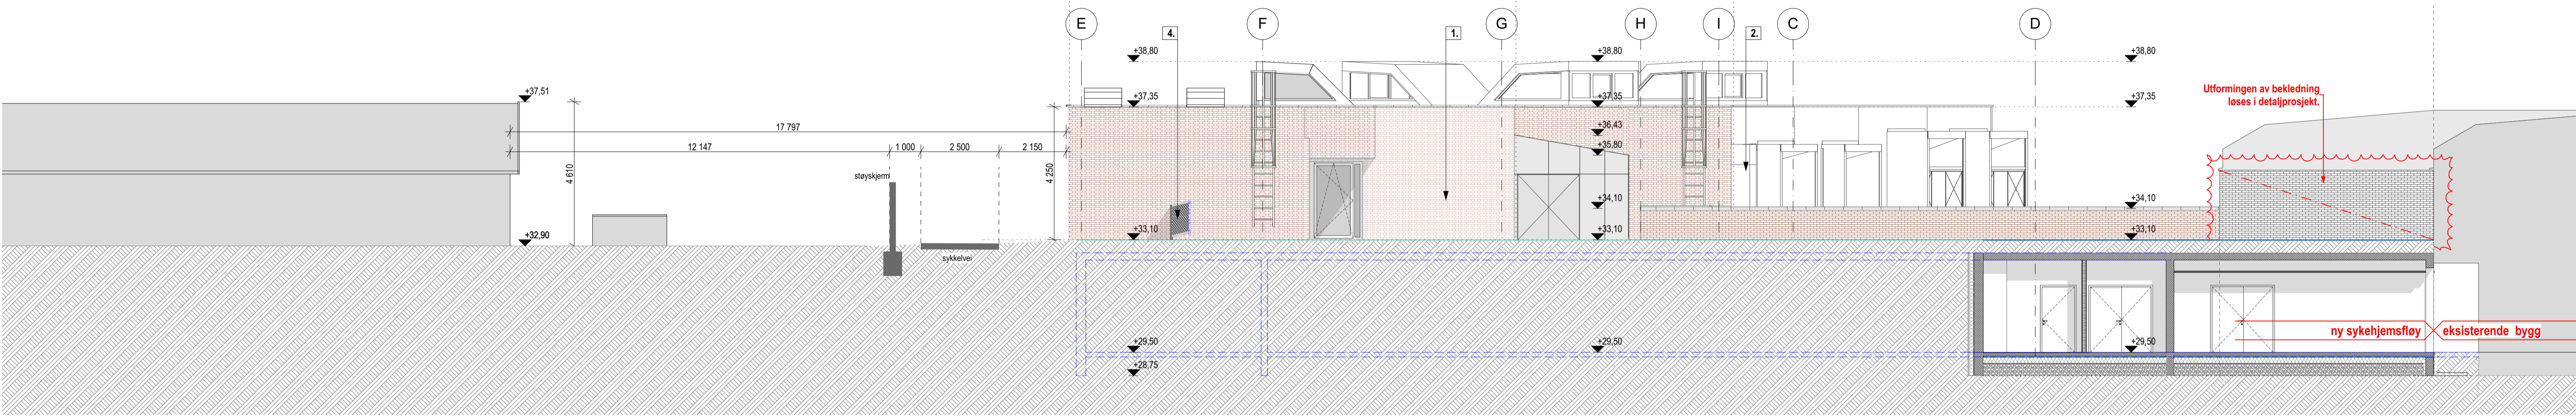 E
F
G
H
I
C
D
4.
1.
2.
+38,80
+38,80
+38,80
+37,51
+37,35
+37,35
+37,35
Utformingen av bekledning
løses i detaljprosjekt.
17 797
+36,43
12 147
1 000
2 500
2 150
+35,80
4 610
støyskjerm
4 250
+34,10
+34,10
+32,90
+33,10
+33,10
+33,10
sykkelvei
ny sykehjemsfløy
eksisterende bygg
+29,50
+29,50
+29,50
+28,75